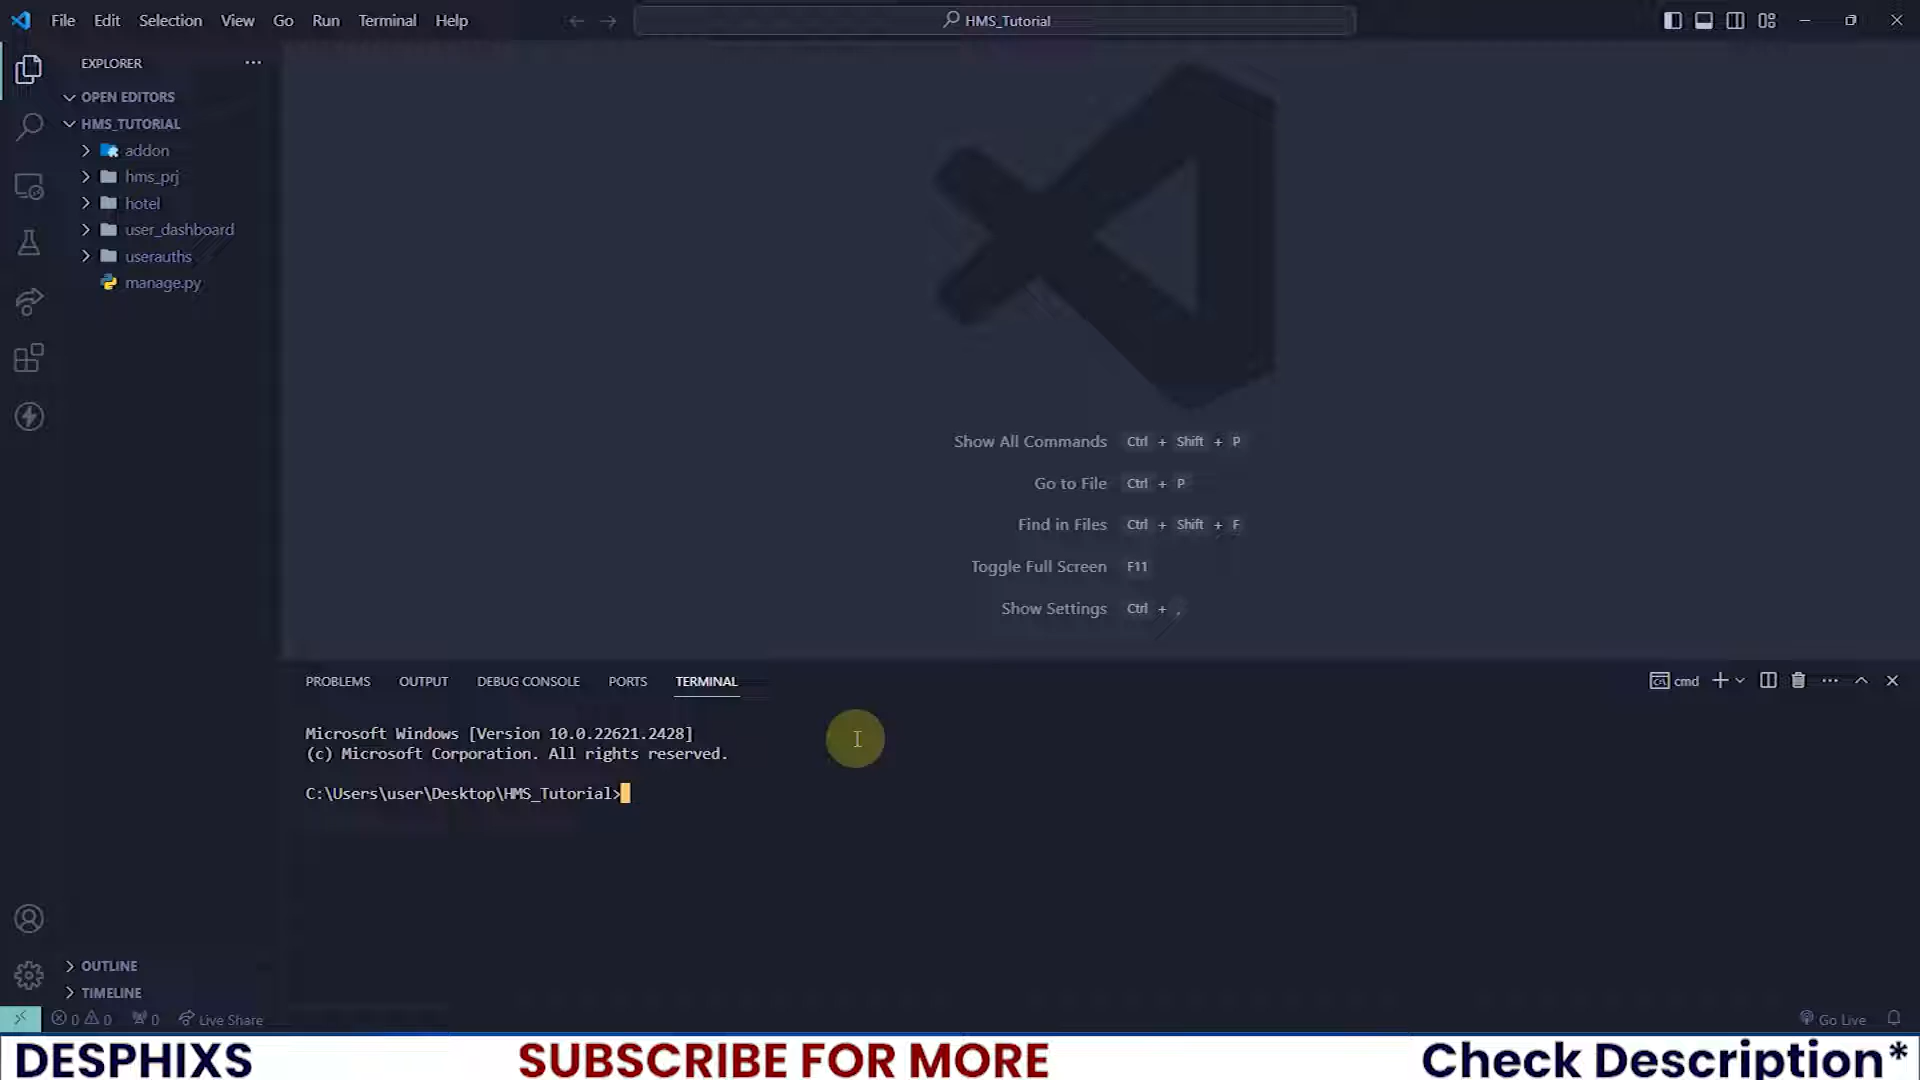 File Edit Selection View Go Run Terminal Help
HMS_Tutorial
EXPLORER
OPEN EDITORS
HMS_TUTORIAL
addon
hms_prj
hotel
user_dashboard
userauths
manage.py
Show All Commands Ctrl + Shift + P
Go to File Ctrl + P
Find in Files Ctrl + Shift + F
Toggle Full Screen F11
Show Settings Ctrl + ,
PROBLEMS OUTPUT DEBUG CONSOLE PORTS TERMINAL
cmd
Microsoft Windows [Version 10.0.22621.2428]
(c) Microsoft Corporation. All rights reserved.
C:\Users\user\Desktop\HMS_Tutorial>
OUTLINE
TIMELINE
0 0 0 Live Share
Go Live
DESPHIXS SUBSCRIBE FOR MORE Check Description*